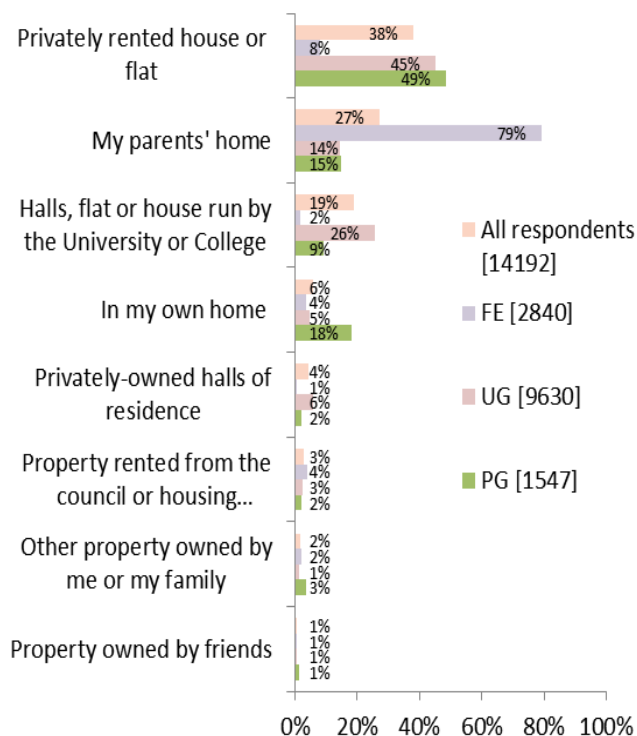 Privately rented house or
flat
38%
8%
45%
49%
My parents' home
27%
79%
14%
15%
Halls, flat or house run by
the University or College
19%
2%
26%
9%
In my own home
6%
4%
5%
18%
Privately-owned halls of
residence
4%
1%
6%
2%
Property rented from the
council or housing...
3%
4%
3%
2%
Other property owned by
me or my family
2%
2%
1%
3%
Property owned by friends
1%
1%
1%
1%
All respondents
[14192]
FE [2840]
UG [9630]
PG [1547]
0% 20% 40% 60% 80% 100%